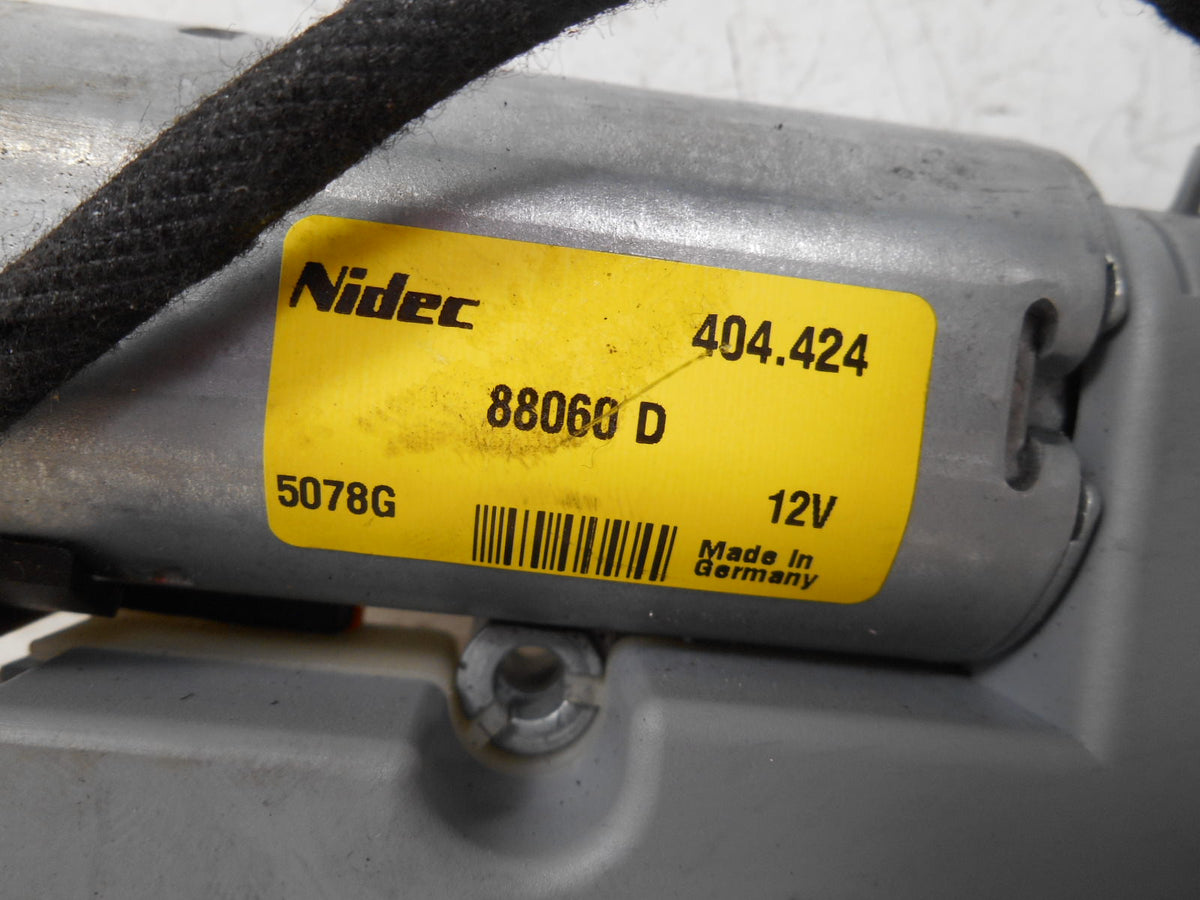 Nidec
404.424
88060 D
5078G
12V
Made In
Germany